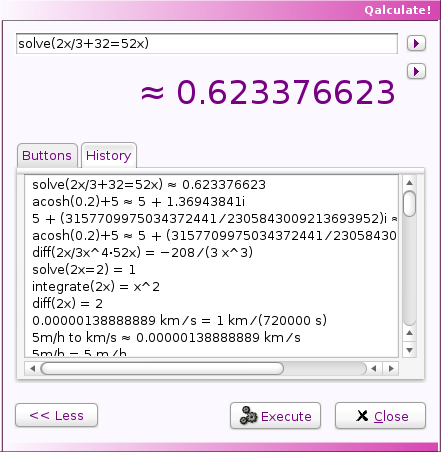 Qalculate!
solve(2x/3+32=52x)
≈ 0.623376623
Buttons
History
solve(2x/3+32=52x) ≈ 0.623376623
acosh(0.2)+5 ≈ 5 + 1.36943841i
5 + (3157709975034372441/2305843009213693952)i ≈
acosh(0.2)+5 ≈ 5 + (3157709975034372441/23058430
diff(2x/3x^4·52x) = −208/(3 x^3)
solve(2x=2) = 1
integrate(2x) = x^2
diff(2x) = 2
0.00000138888889 km/s = 1 km/(720000 s)
5m/h to km/s ≈ 0.00000138888889 km/s
5m/h = 5 m/h
<< Less
Execute
Close